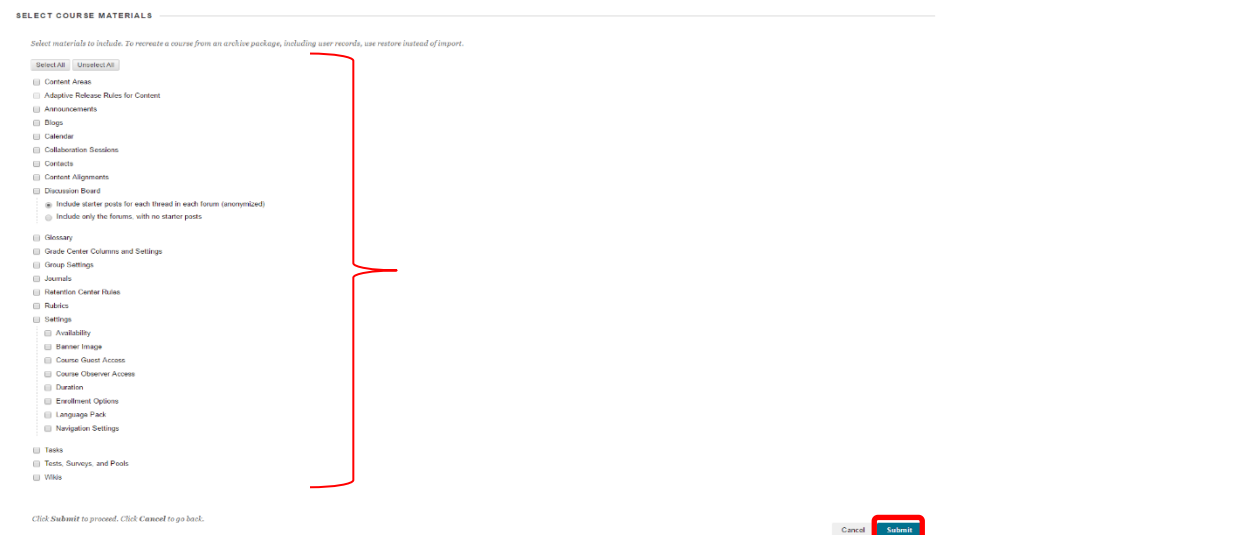 SELECT COURSE MATERIALS
Select materials to include. To recreate a course from an archive package, including user records, use restore instead of import.
Select All Unselect All
Content Areas
Adaptive Release Rules for Content
Announcements
Blogs
Calendar
Collaboration Sessions
Contacts
Content Alignments
Discussion Board
Include starter posts for each thread in each forum (anonymized)
Include only the forums, with no starter posts
Glossary
Grade Center Columns and Settings
Group Settings
Journals
Retention Center Rules
Rubrics
Settings
Availability
Banner Image
Course Guest Access
Course Observer Access
Duration
Enrollment Options
Language Pack
Navigation Settings
Tasks
Tests, Surveys, and Pools
Wikis
Click Submit to proceed. Click Cancel to go back.
Cancel Submit